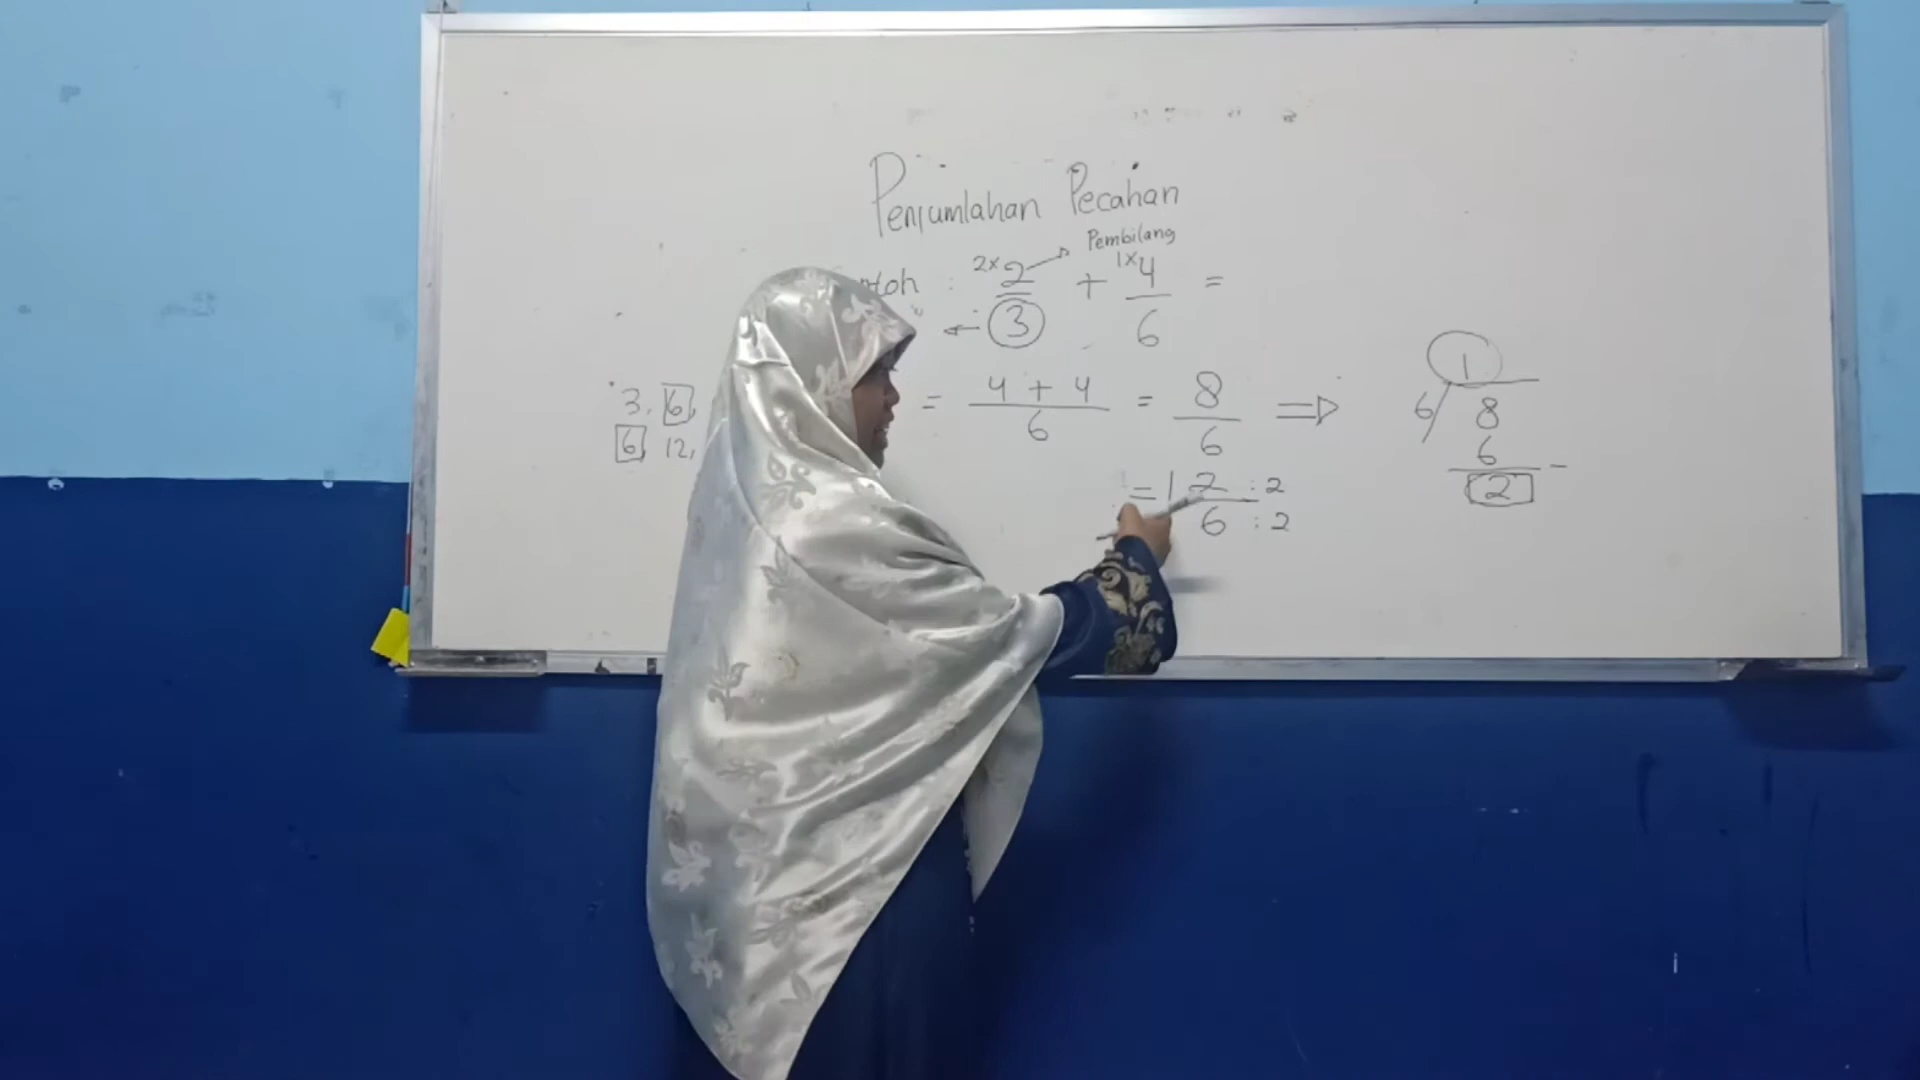 Penjumlahan Pecahan
Pembilang
: 2x 2/3 + 1x 4/6 =
3, 6,
6, 12,
= 4 + 4/6 = 8/6 ⇒
= 1 2/6 : 2 : 2
1
6/ 8
6 -
2